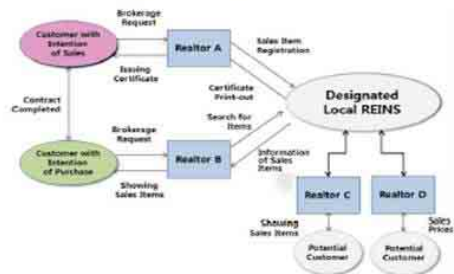 Brokerage
Request
Customer with
Intention
of Sales
Realtor A
Sales Item
Registration
Issuing
Certificate
Contract
Completed
Certificate
Print-out
Designated
Local REINS
Brokerage
Request
Search for
Items
Customer with
Intention
of Purchase
Realtor B
Information
of Sales
Items
Showing
Sales Items
Realtor C
Realtor D
Showing
Sales Items
Sales
Prices
Potential
Customer
Potential
Customer